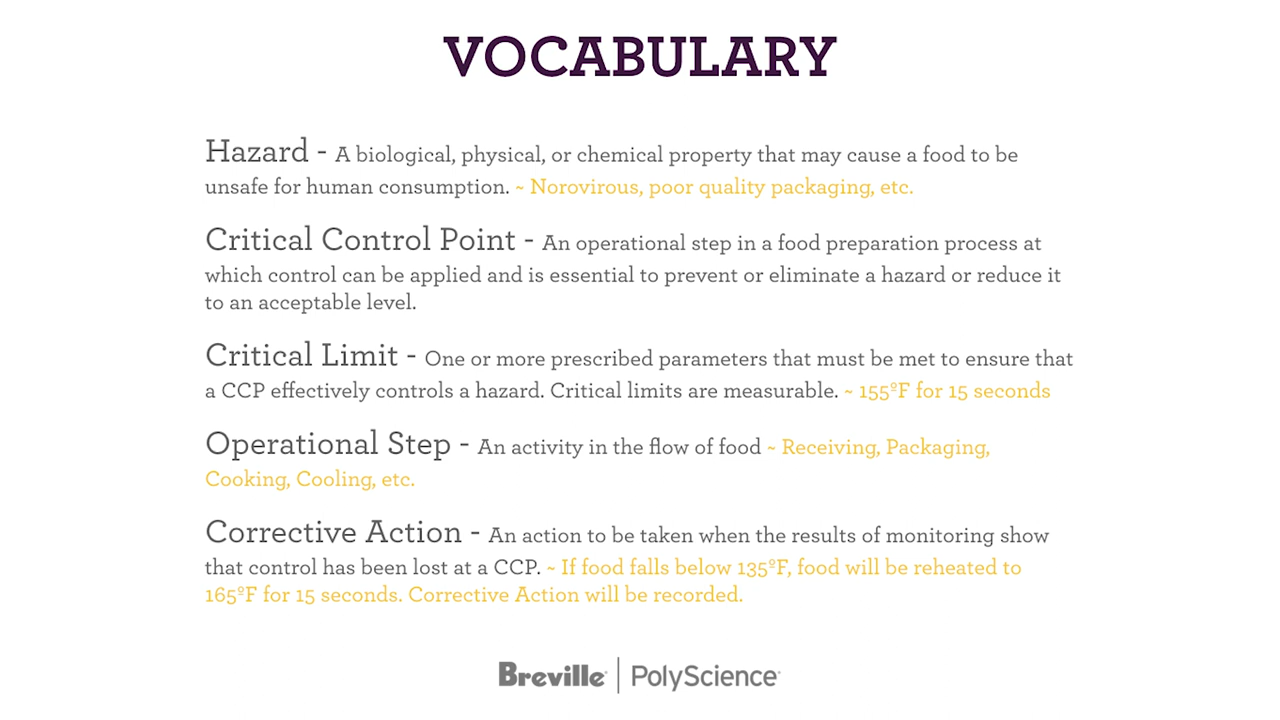 VOCABULARY
Hazard - A biological, physical, or chemical property that may cause a food to be
unsafe for human consumption. ~ Norovirous, poor quality packaging, etc.
Critical Control Point - An operational step in a food preparation process at
which control can be applied and is essential to prevent or eliminate a hazard or reduce it
to an acceptable level.
Critical Limit - One or more prescribed parameters that must be met to ensure that
a CCP effectively controls a hazard. Critical limits are measurable. ~ 155ºF for 15 seconds
Operational Step - An activity in the flow of food ~ Receiving, Packaging,
Cooking, Cooling, etc.
Corrective Action - An action to be taken when the results of monitoring show
that control has been lost at a CCP. ~ If food falls below 135ºF, food will be reheated to
165ºF for 15 seconds. Corrective Action will be recorded.
Breville | PolyScience